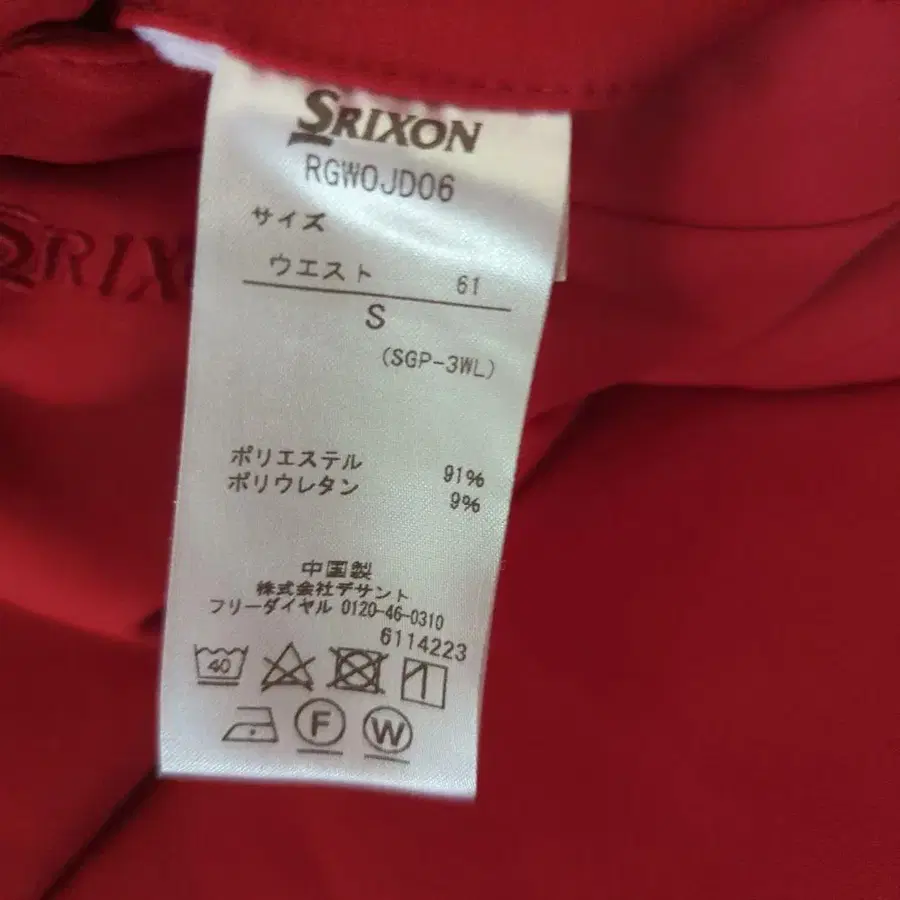 SRIXON
RGWOJD06
サイズ
ウエスト 61
S
(SGP-3WL)
ポリエステル 91%
ポリウレタン 9%
中国製
株式会社デサント
フリーダイヤル 0120-46-0310
6114223
40
F W
SRIX